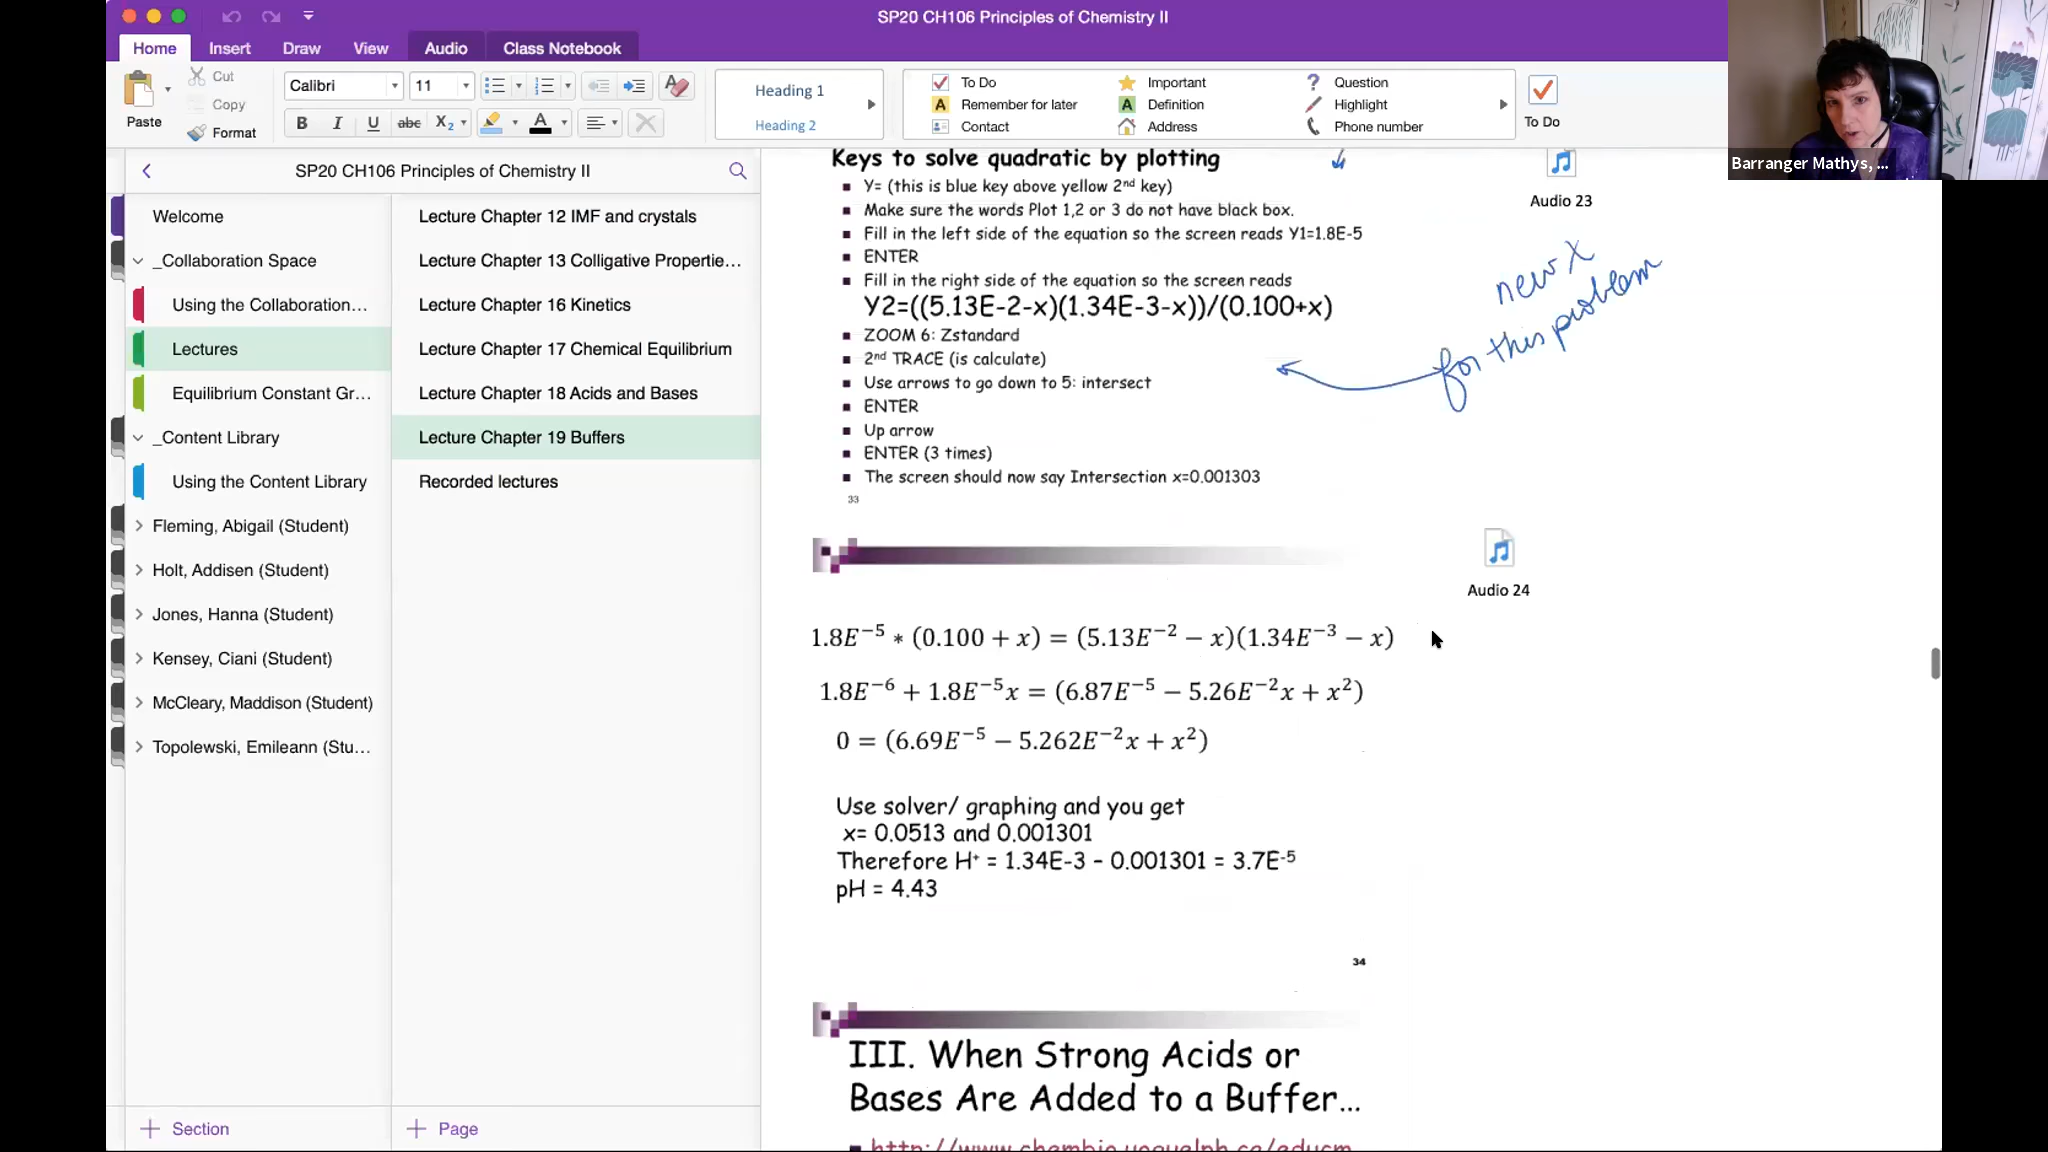 SP20 CH106 Principles of Chemistry II
Home Insert Draw View Audio Class Notebook
Paste
Cut
Copy
Format
Calibri 11
B I U abc X₂ A
Heading 1
Heading 2
To Do Important Question
Remember for later Definition Highlight
Contact Address Phone number
To Do
Barranger Mathys, ...
SP20 CH106 Principles of Chemistry II
Welcome
_Collaboration Space
Using the Collaboration...
Lectures
Equilibrium Constant Gr...
_Content Library
Using the Content Library
Fleming, Abigail (Student)
Holt, Addisen (Student)
Jones, Hanna (Student)
Kensey, Ciani (Student)
McCleary, Maddison (Student)
Topolewski, Emileann (Stu...
Section
Lecture Chapter 12 IMF and crystals
Lecture Chapter 13 Colligative Propertie...
Lecture Chapter 16 Kinetics
Lecture Chapter 17 Chemical Equilibrium
Lecture Chapter 18 Acids and Bases
Lecture Chapter 19 Buffers
Recorded lectures
Page
Keys to solve quadratic by plotting
Y= (this is blue key above yellow 2nd key)
Make sure the words Plot 1,2 or 3 do not have black box.
Fill in the left side of the equation so the screen reads Y1=1.8E-5
ENTER
Fill in the right side of the equation so the screen reads
Y2=((5.13E-2-x)(1.34E-3-x))/(0.100+x)
ZOOM 6: Zstandard
2nd TRACE (is calculate)
Use arrows to go down to 5: intersect
ENTER
Up arrow
ENTER (3 times)
The screen should now say Intersection x=0.001303
33
Audio 23
new x
for this problem
Audio 24
1.8E⁻⁵ * (0.100 + x) = (5.13E⁻² − x)(1.34E⁻³ − x)
1.8E⁻⁶ + 1.8E⁻⁵x = (6.87E⁻⁵ − 5.26E⁻²x + x²)
0 = (6.69E⁻⁵ − 5.262E⁻²x + x²)
Use solver/ graphing and you get
x= 0.0513 and 0.001301
Therefore H⁺ = 1.34E-3 - 0.001301 = 3.7E⁻⁵
pH = 4.43
34
III. When Strong Acids or
Bases Are Added to a Buffer...